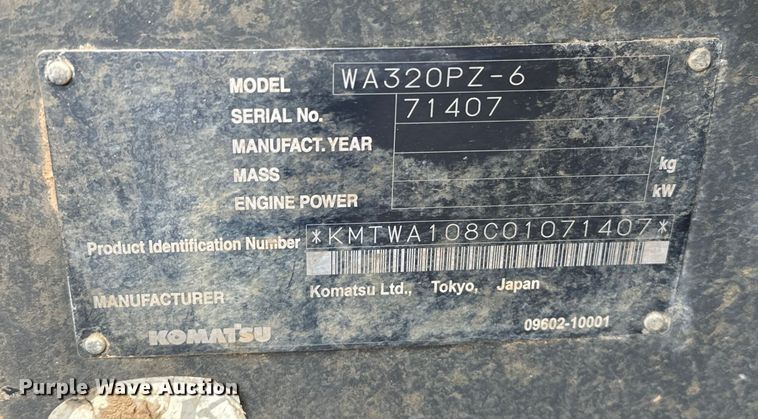 MODEL WA320PZ-6
SERIAL No. 71407
MANUFACT. YEAR
MASS kg
ENGINE POWER kW
Product Identification Number *KMTWA108C01071407*
MANUFACTURER Komatsu Ltd., Tokyo, Japan
KOMATSU 09602-10001
Purple Wave Auction